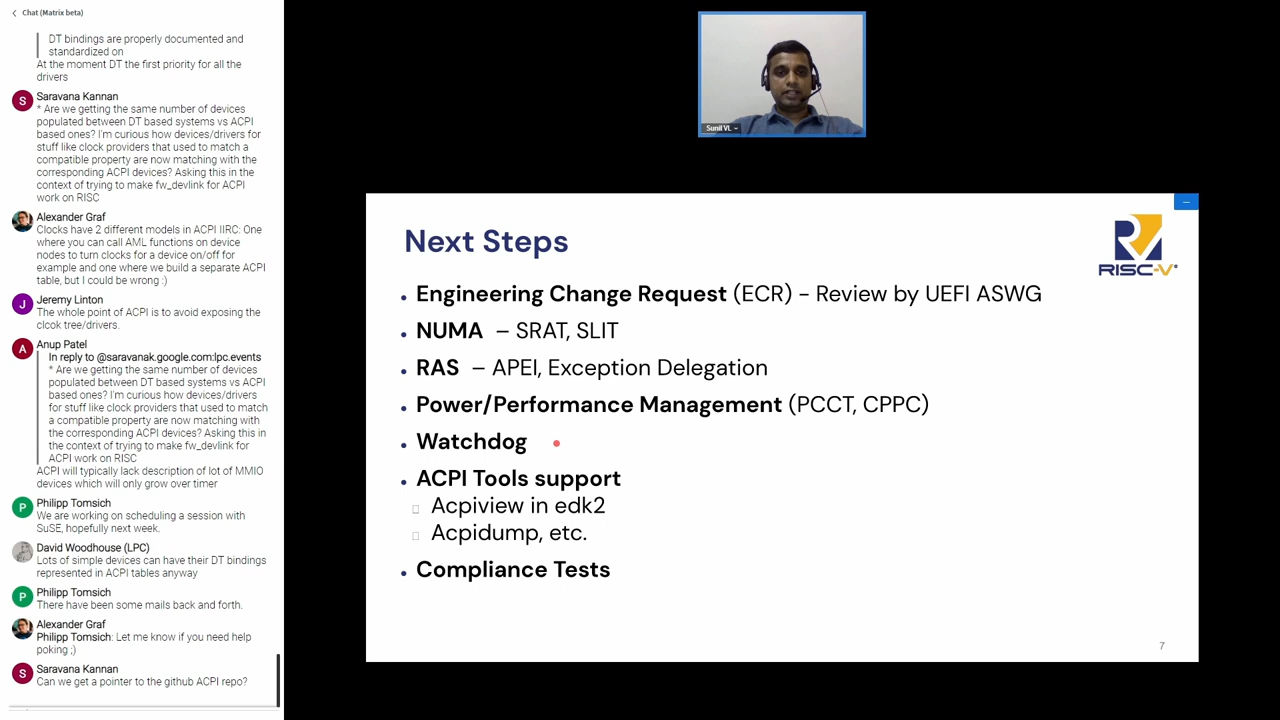 Chat (Matrix beta)
DT bindings are properly documented and
standardized on
At the moment DT the first priority for all the
drivers
S
Saravana Kannan
* Are we getting the same number of devices
populated between DT based systems vs ACPI
based ones? I'm curious how devices/drivers for
stuff like clock providers that used to match a
compatible property are now matching with the
corresponding ACPI devices? Asking this in the
context of trying to make fw_devlink for ACPI
work on RISC
Alexander Graf
Clocks have 2 different models in ACPI IIRC: One
where you can call AML functions on device
nodes to turn clocks for a device on/off for
example and one where we build a separate ACPI
table, but I could be wrong :)
J
Jeremy Linton
The whole point of ACPI is to avoid exposing the
clcok tree/drivers.
A
Anup Patel
In reply to @saravanak.google.com:lpc.events
* Are we getting the same number of devices
populated between DT based systems vs ACPI
based ones? I'm curious how devices/drivers
for stuff like clock providers that used to match
a compatible property are now matching with
the corresponding ACPI devices? Asking this in
the context of trying to make fw_devlink for
ACPI work on RISC
ACPI will typically lack description of lot of MMIO
devices which will only grow over timer
P
Philipp Tomsich
We are working on scheduling a session with
SuSE, hopefully next week.
David Woodhouse (LPC)
Lots of simple devices can have their DT bindings
represented in ACPI tables anyway
P
Philipp Tomsich
There have been some mails back and forth.
Alexander Graf
Philipp Tomsich: Let me know if you need help
poking ;)
S
Saravana Kannan
Can we get a pointer to the github ACPI repo?
Sunil VL
Next Steps
RISC-V®
• Engineering Change Request (ECR) - Review by UEFI ASWG
• NUMA – SRAT, SLIT
• RAS – APEI, Exception Delegation
• Power/Performance Management (PCCT, CPPC)
• Watchdog
• ACPI Tools support
Acpiview in edk2
Acpidump, etc.
• Compliance Tests
7